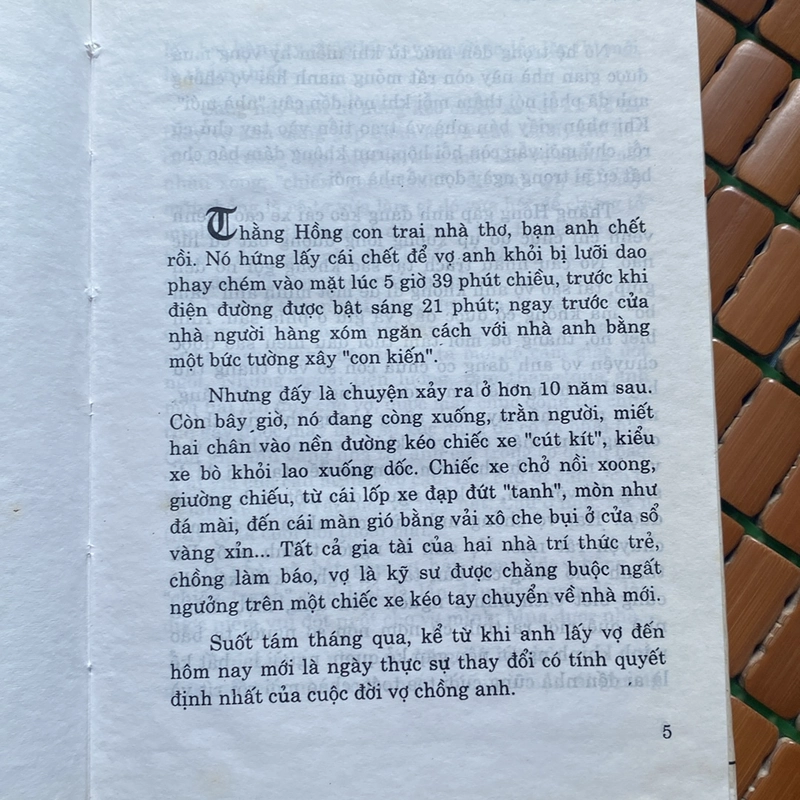 Thằng Hồng con trai nhà thơ, bạn anh chết
rồi. Nó hứng lấy cái chết để vợ anh khỏi bị lưỡi dao
phay chém vào mặt lúc 5 giờ 39 phút chiều, trước khi
điện đường được bật sáng 21 phút; ngay trước cửa
nhà người hàng xóm ngăn cách với nhà anh bằng
một bức tường xây "con kiến".
Nhưng đấy là chuyện xảy ra ở hơn 10 năm sau.
Còn bây giờ, nó đang còng xuống, trần người, miết
hai chân vào nền đường kéo chiếc xe "cút kít", kiểu
xe bò khỏi lao xuống dốc. Chiếc xe chở nồi xoong,
giường chiếu, từ cái lốp xe đạp đứt "tanh", mòn như
đá mài, đến cái màn gió bằng vải xô che bụi ở cửa sổ
vàng xỉn... Tất cả gia tài của hai nhà trí thức trẻ,
chồng làm báo, vợ là kỹ sư được chằng buộc ngất
ngưởng trên một chiếc xe kéo tay chuyển về nhà mới.
Suốt tám tháng qua, kể từ khi anh lấy vợ đến
hôm nay mới là ngày thực sự thay đổi có tính quyết
định nhất của cuộc đời vợ chồng anh.
5